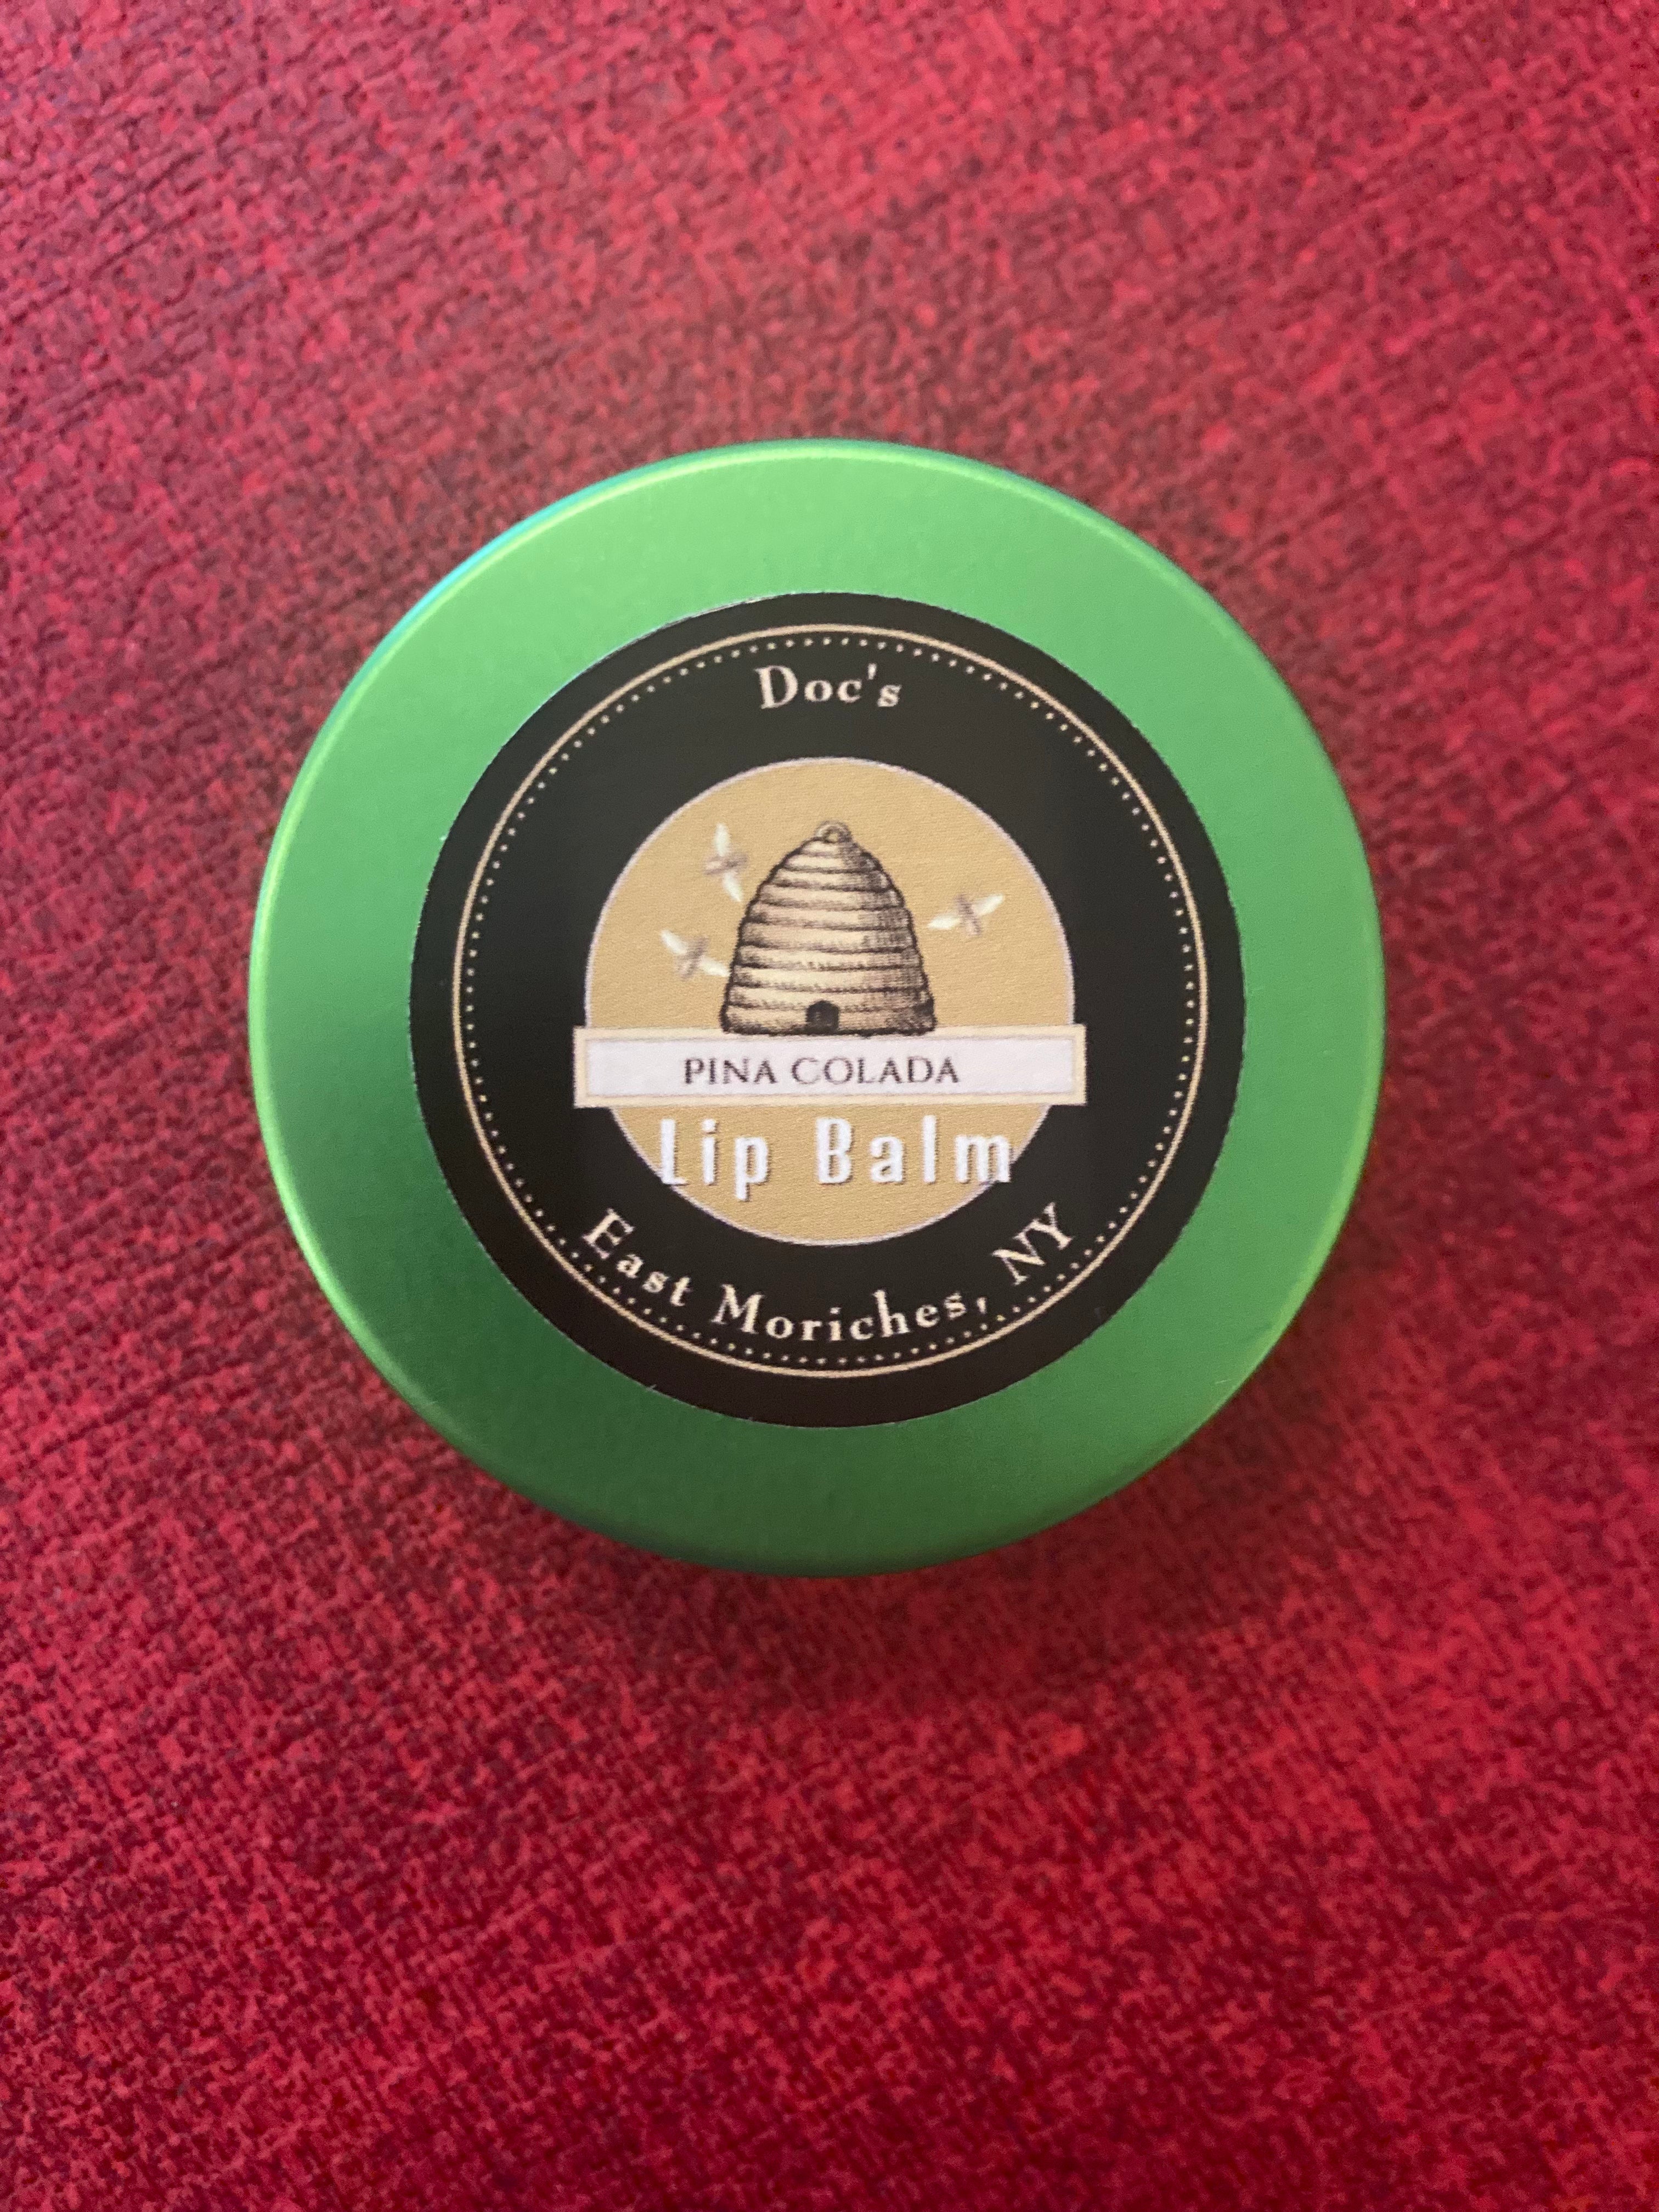 Doc's
PINA COLADA
Lip Balm
East Moriches, NY